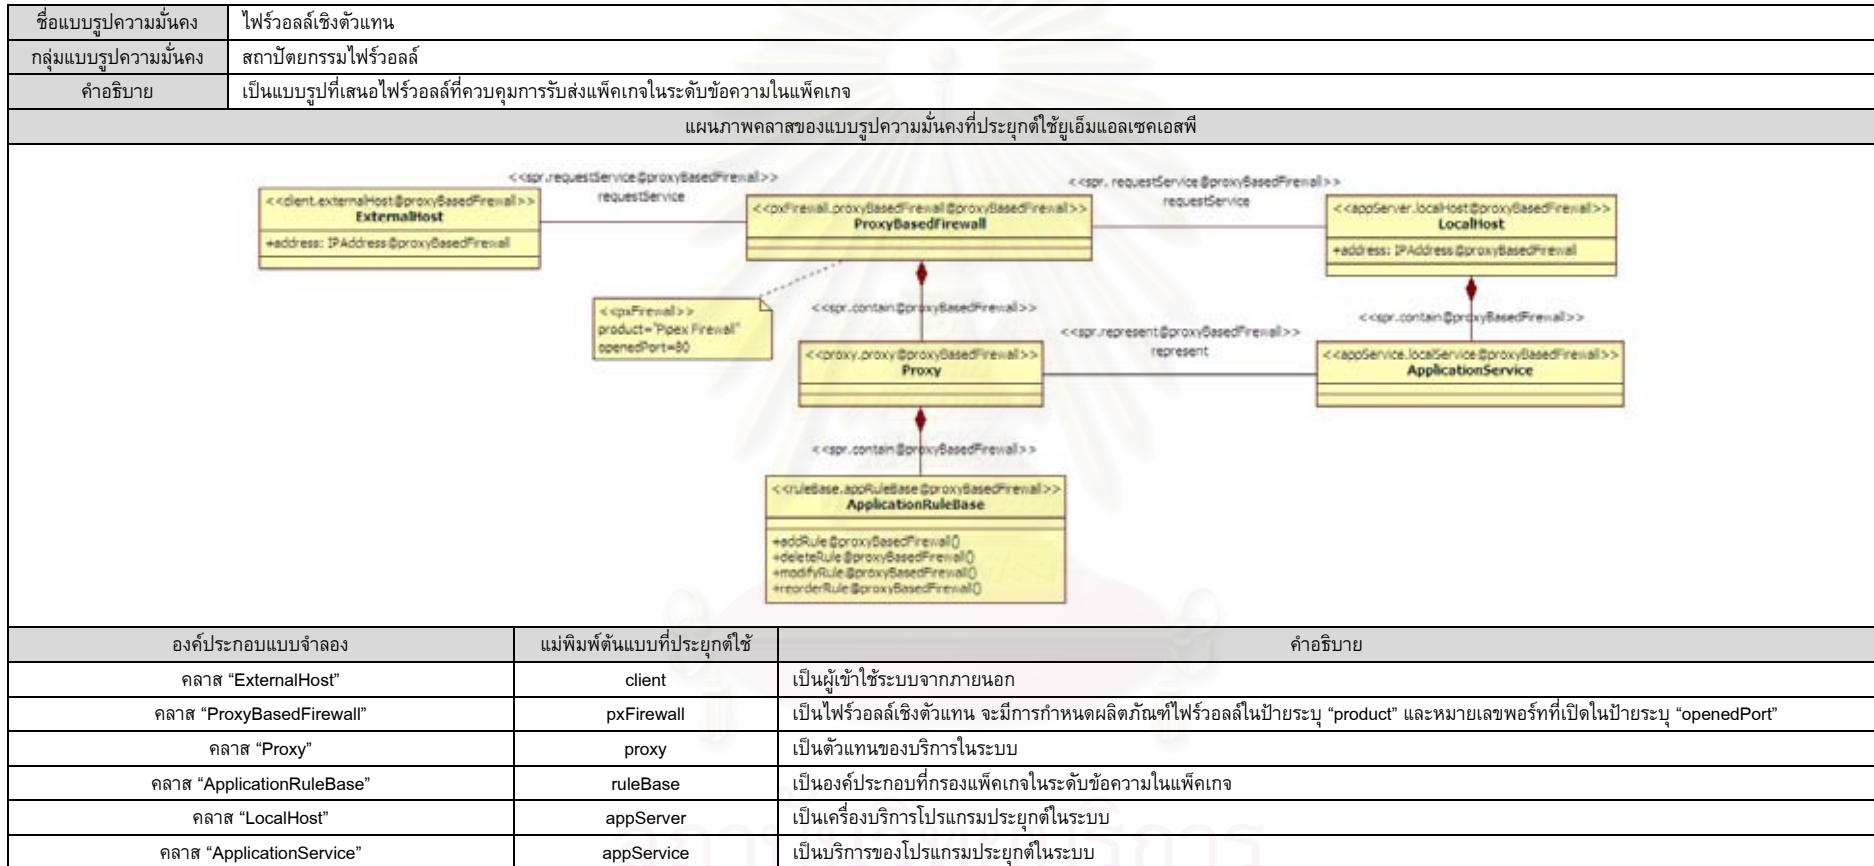 ชื่อแบบรูปความมั่นคง ไฟร์วอลล์เชิงตัวแทน
กลุ่มแบบรูปความมั่นคง สถาปัตยกรรมไฟร์วอลล์
คำอธิบาย เป็นแบบรูปที่เสนอไฟร์วอลล์ที่ควบคุมการรับส่งแพ็คเกจในระดับข้อความในแพ็คเกจ
แผนภาพคลาสของแบบรูปความมั่นคงที่ประยุกต์ใช้ยูเอ็มแอลเซคเอสพี
<<spr.requestService@proxyBasedFirewall>>
requestService
<<spr. requestService@proxyBasedFirewall>>
requestService
<<client.externalHost@proxyBasedFirewall>>
ExternalHost
+address: IPAddress@proxyBasedFirewall
<<pxFirewall.proxyBasedFirewall@proxyBasedFirewall>>
ProxyBasedFirewall
<<appServer.localHost@proxyBasedFirewall>>
LocalHost
+address: IPAddress@proxyBasedFirewall
<<pxFirewall>>
product="Pipex Firewall"
openedPort=80
<<spr.contain@proxyBasedFirewall>>
<<spr.contain@proxyBasedFirewall>>
<<spr.represent@proxyBasedFirewall>>
represent
<<proxy.proxy@proxyBasedFirewall>>
Proxy
<<appService.localService@proxyBasedFirewall>>
ApplicationService
<<spr.contain@proxyBasedFirewall>>
<<ruleBase.appRuleBase@proxyBasedFirewall>>
ApplicationRuleBase
+addRule@proxyBasedFirewall()
+deleteRule@proxyBasedFirewall()
+modifyRule@proxyBasedFirewall()
+reorderRule@proxyBasedFirewall()
องค์ประกอบแบบจำลอง แม่พิมพ์ต้นแบบที่ประยุกต์ใช้ คำอธิบาย
คลาส “ExternalHost” client เป็นผู้เข้าใช้ระบบจากภายนอก
คลาส “ProxyBasedFirewall” pxFirewall เป็นไฟร์วอลล์เชิงตัวแทน จะมีการกำหนดผลิตภัณฑ์ไฟร์วอลล์ในป้ายระบุ “product” และหมายเลขพอร์ทที่เปิดในป้ายระบุ “openedPort”
คลาส “Proxy” proxy เป็นตัวแทนของบริการในระบบ
คลาส “ApplicationRuleBase” ruleBase เป็นองค์ประกอบที่กรองแพ็คเกจในระดับข้อความในแพ็คเกจ
คลาส “LocalHost” appServer เป็นเครื่องบริการโปรแกรมประยุกต์ในระบบ
คลาส “ApplicationService” appService เป็นบริการของโปรแกรมประยุกต์ในระบบ